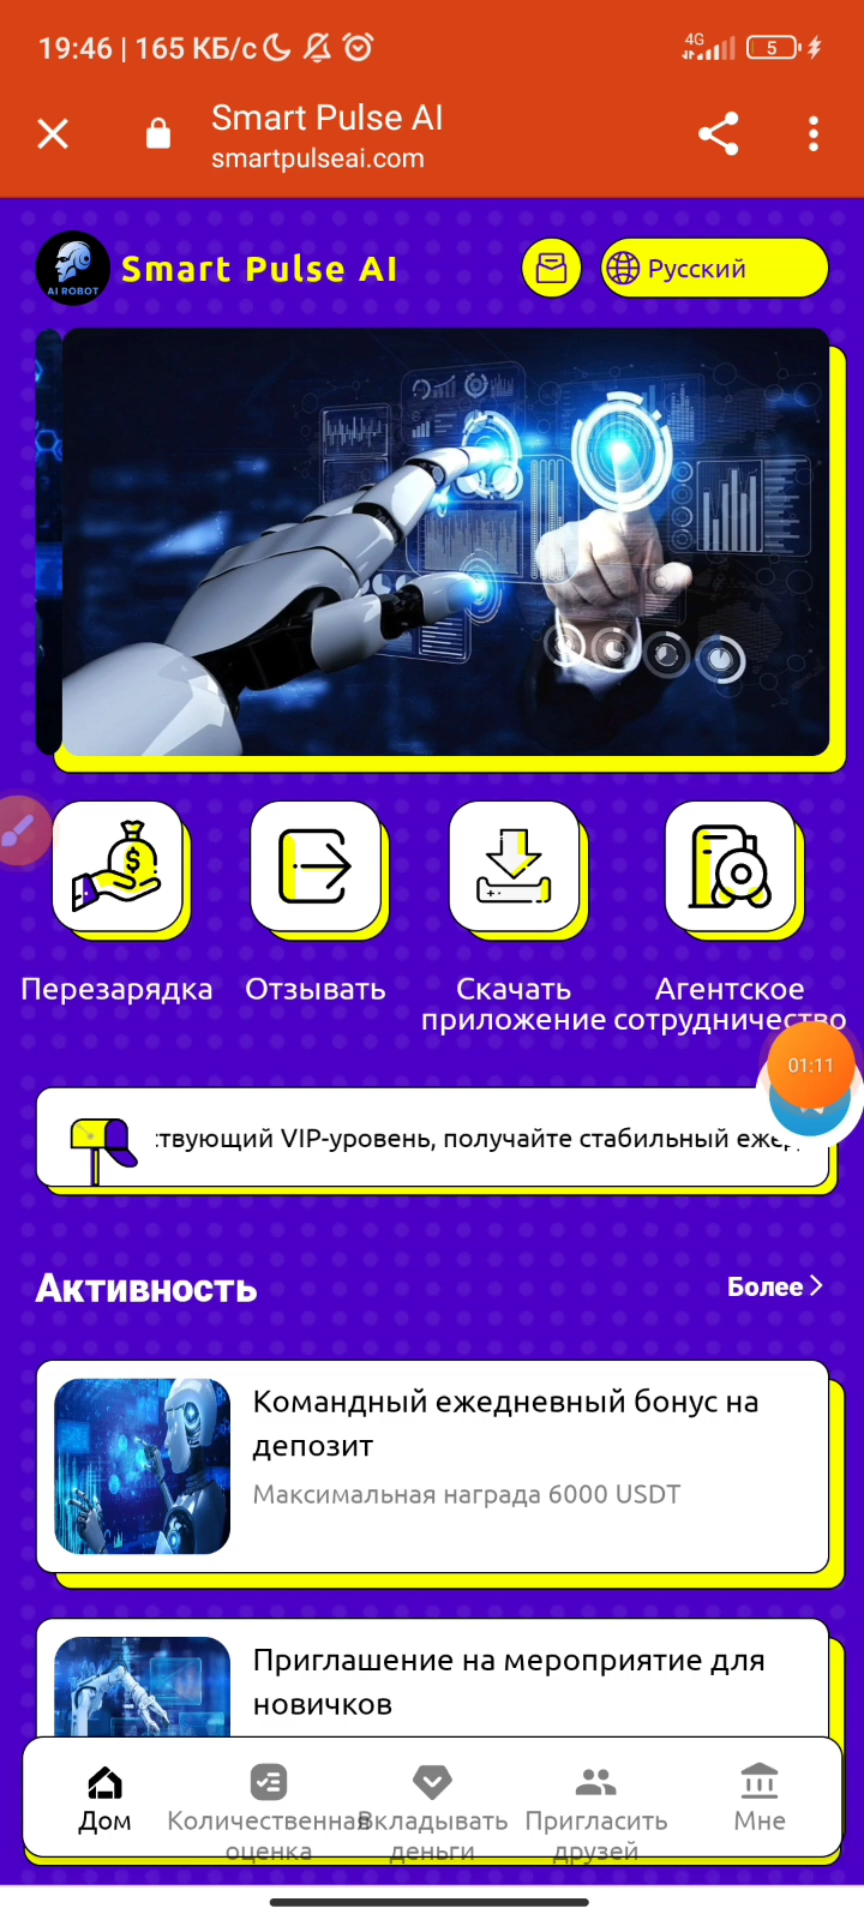 19:46 | 165 КБ/с
4G
5
Smart Pulse AI
smartpulseai.com
AI ROBOT
Smart Pulse AI
Русский
Перезарядка
Отзывать
Скачать приложение
Агентское сотрудничество
01:11
твующий VIP-уровень, получайте стабильный
Активность
Более
Командный ежедневный бонус на
депозит
Максимальная награда 6000 USDT
Приглашение на мероприятие для
новичков
Дом
Количественная оценка
Вкладывать деньги
Пригласить друзей
Мне